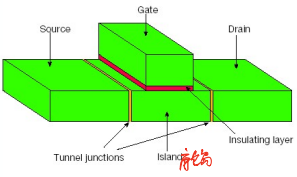 Gate
Source
Drain
Insulating layer
Tunnel junctions
Island